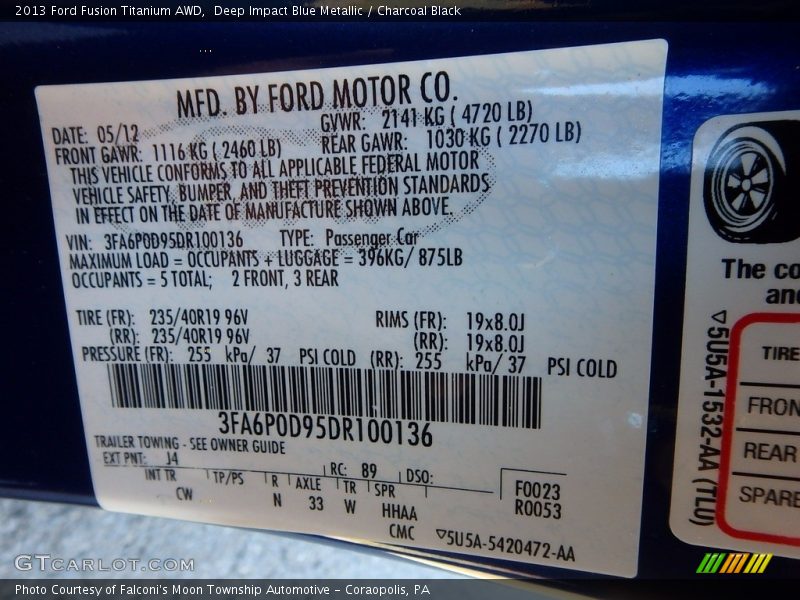 2013 Ford Fusion Titanium AWD,  Deep Impact Blue Metallic / Charcoal Black
MFD. BY FORD MOTOR CO.
DATE: 05/12
GVWR: 2141 KG ( 4720 LB)
FRONT GAWR: 1116 KG ( 2460 LB)
REAR GAWR: 1030 KG ( 2270 LB)
THIS VEHICLE CONFORMS TO ALL APPLICABLE FEDERAL MOTOR
VEHICLE SAFETY, BUMPER, AND THEFT PREVENTION STANDARDS
IN EFFECT ON THE DATE OF MANUFACTURE SHOWN ABOVE.
VIN: 3FA6P0D95DR100136 TYPE: Passenger Car
MAXIMUM LOAD = OCCUPANTS + LUGGAGE = 396KG/ 875LB
OCCUPANTS = 5 TOTAL; 2 FRONT, 3 REAR
TIRE (FR): 235/40R19 96V RIMS (FR): 19x8.0J
(RR): 235/40R19 96V (RR): 19x8.0J
PRESSURE (FR): 255 kPa/ 37 PSI COLD (RR): 255 kPa/ 37 PSI COLD
3FA6P0D95DR100136
TRAILER TOWING - SEE OWNER GUIDE
EXT PNT: J4 RC: 89 DSO:
INT TR TP/PS R AXLE TR SPR
CW N 33 W HHAA
CMC
F0023
R0053
▽5U5A-5420472-AA
The co
and
▽5U5A-1532-AA (TLU)
TIRE
FRON
REAR
SPARE
GTCARLOT.COM
Photo Courtesy of Falconi's Moon Township Automotive - Coraopolis, PA